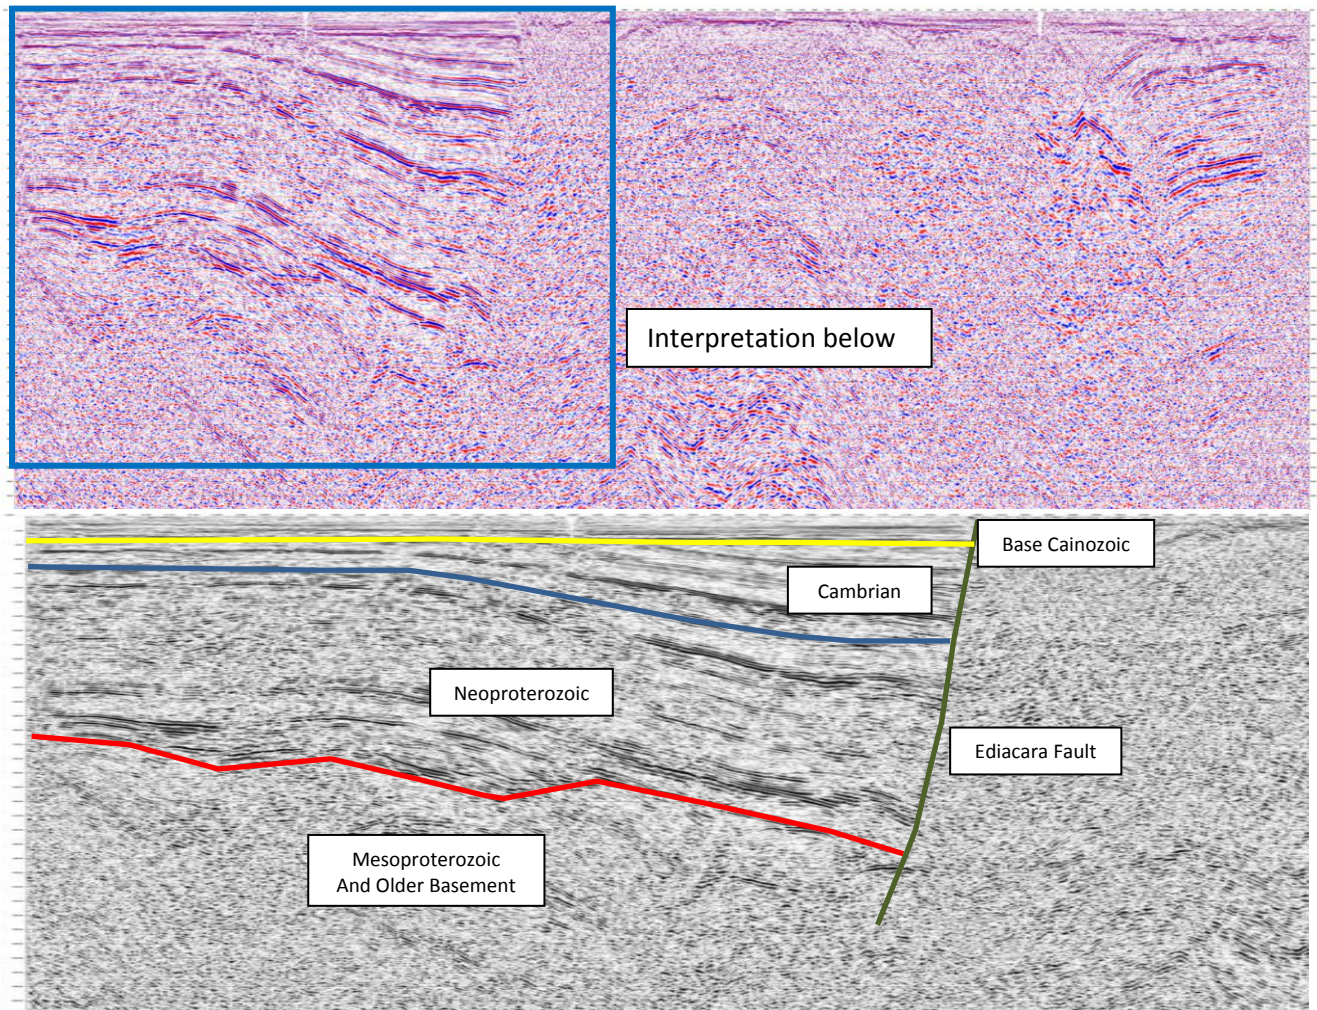 Interpretation below
Base Cainozoic
Cambrian
Neoproterozoic
Ediacara Fault
Mesoproterozoic
And Older Basement